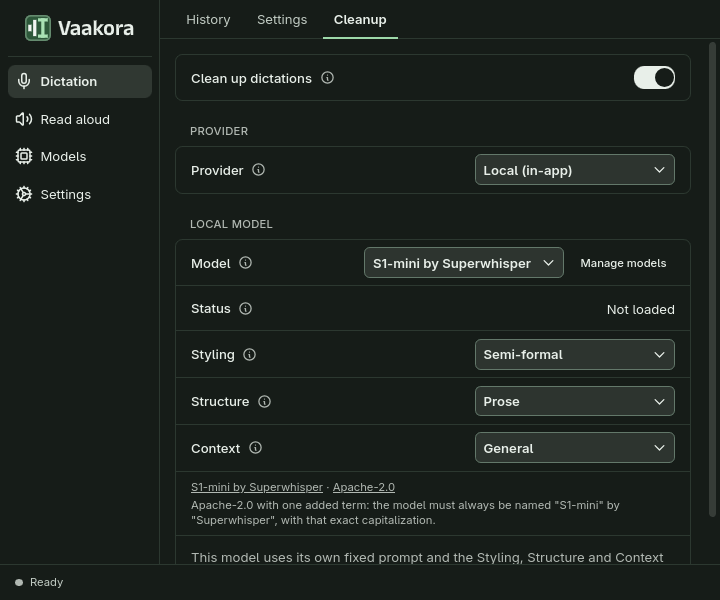 Vaakora
History Settings Cleanup
Dictation
Read aloud
Models
Settings
Clean up dictations
PROVIDER
Provider Local (in-app)
LOCAL MODEL
Model S1-mini by Superwhisper Manage models
Status Not loaded
Styling Semi-formal
Structure Prose
Context General
S1-mini by Superwhisper · Apache-2.0
Apache-2.0 with one added term: the model must always be named "S1-mini" by
"Superwhisper", with that exact capitalization.
This model uses its own fixed prompt and the Styling, Structure and Context
Ready